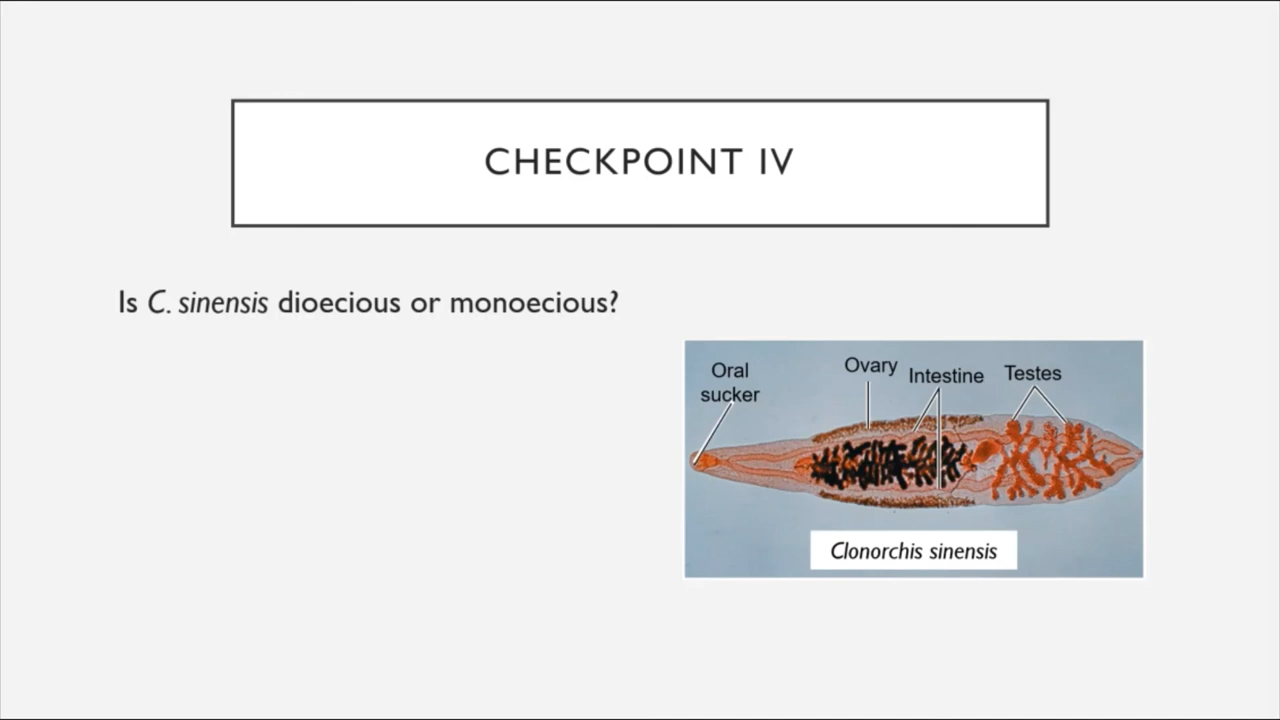 CHECKPOINT IV
Is C. sinensis dioecious or monoecious?
Oral
sucker
Ovary
Intestine
Testes
Clonorchis sinensis